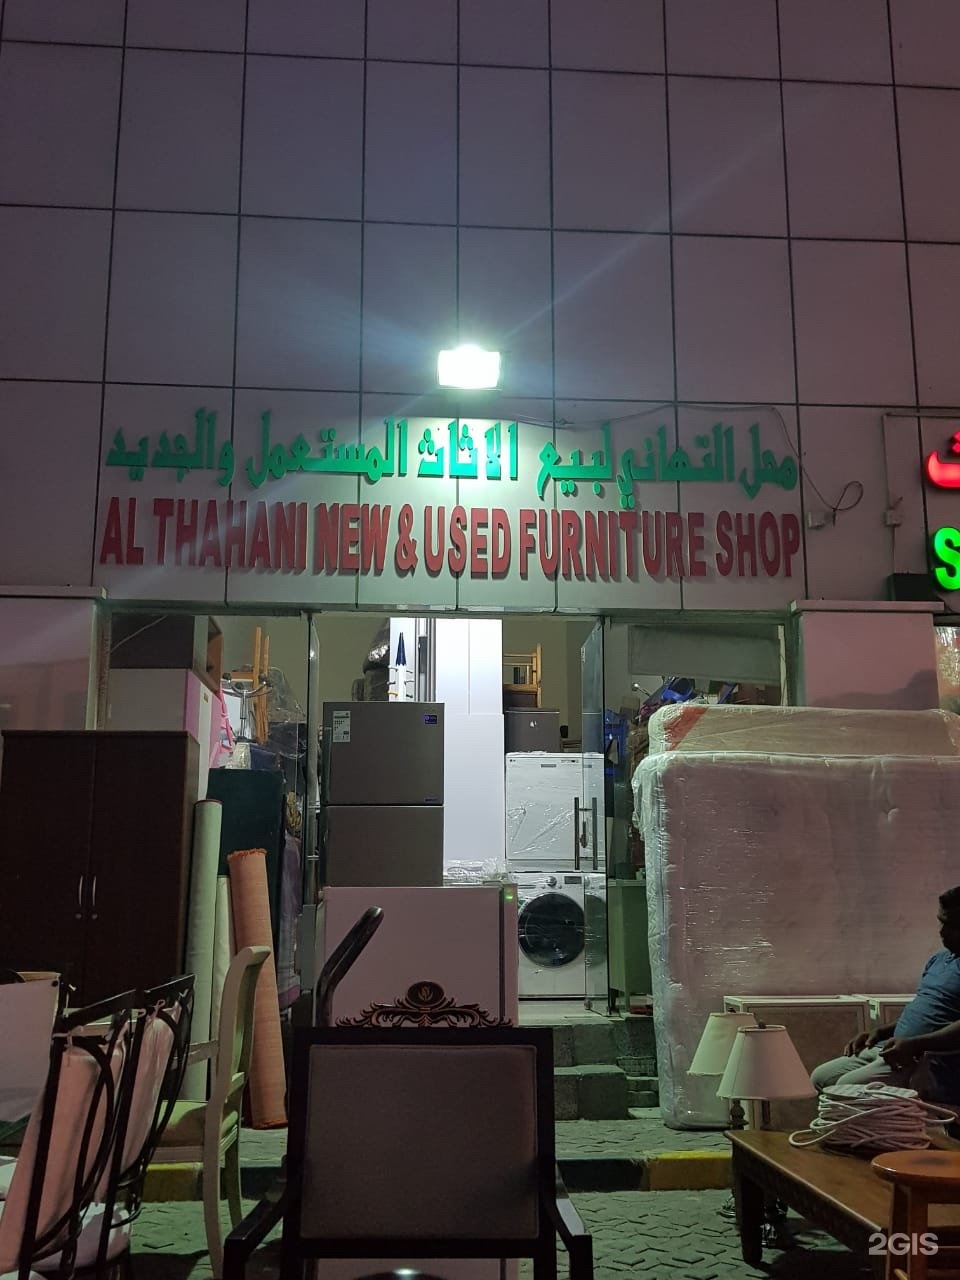 محل التهاني لبيع الاثاث المستعمل والجديد
AL THAHANI NEW & USED FURNITURE SHOP
S
2GIS